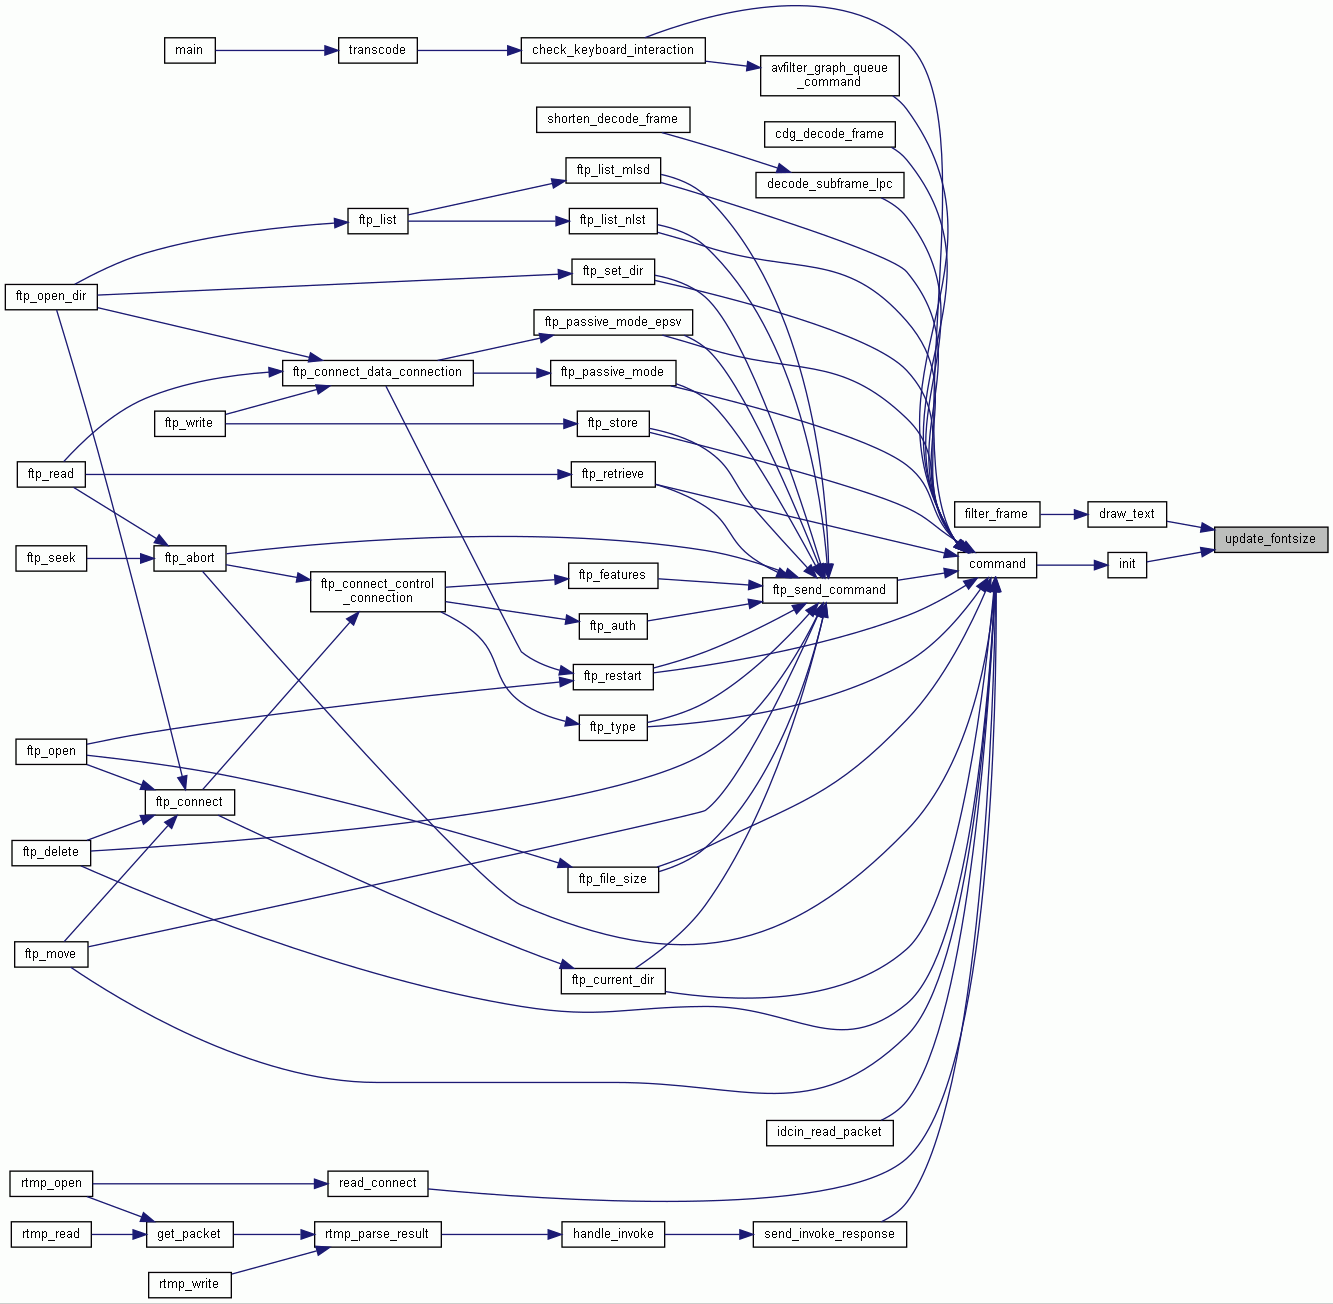 main
transcode
check_keyboard_interaction
avfilter_graph_queue
_command
shorten_decode_frame
cdg_decode_frame
ftp_list_mlsd
decode_subframe_lpc
ftp_list
ftp_list_nlst
ftp_set_dir
ftp_open_dir
ftp_passive_mode_epsv
ftp_connect_data_connection
ftp_passive_mode
ftp_write
ftp_store
ftp_read
ftp_retrieve
filter_frame
draw_text
update_fontsize
ftp_seek
ftp_abort
command
init
ftp_connect_control
_connection
ftp_features
ftp_send_command
ftp_auth
ftp_restart
ftp_type
ftp_open
ftp_connect
ftp_delete
ftp_file_size
ftp_move
ftp_current_dir
idcin_read_packet
rtmp_open
read_connect
rtmp_read
get_packet
rtmp_parse_result
handle_invoke
send_invoke_response
rtmp_write